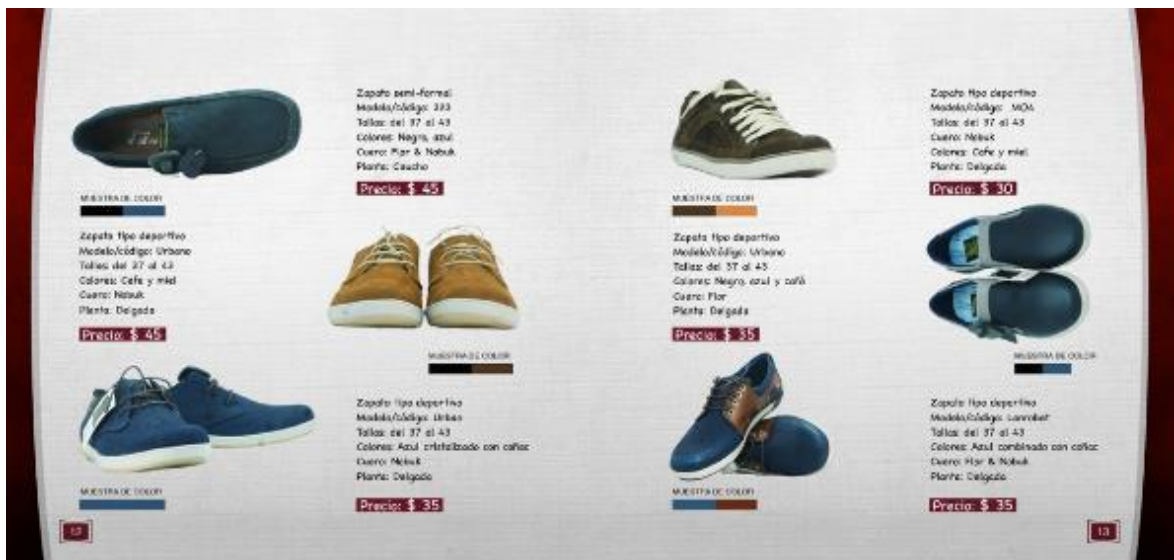 Zapato semi-formal
Modelo/código: 323
Tallas: del 37 al 43
Colores: Negro, azul
Cuero: Flor & Nobuk
Planta: Caucho
Precio: $ 45
MUESTRA DE COLOR
Zapato tipo deportivo
Modelo/código: Urbano
Tallas: del 37 al 43
Colores: Cafe y miel
Cuero: Nobuk
Planta: Delgada
Precio: $ 45
MUESTRA DE COLOR
Zapato tipo deportivo
Modelo/código: Urban
Tallas: del 37 al 43
Colores: Azul cristalizado con coñac
Cuero: Nobuk
Planta: Delgada
MUESTRA DE COLOR
Precio: $ 35
13
Zapato tipo deportivo
Modelo/código:
Tallas: del 37 al 43
Cuero: Nobuk
Colores: Cafe y miel
Planta: Delgada
Precio: $ 30
MUESTRA DE COLOR
Zapato tipo deportivo
Modelo/código: Urbano
Tallas: del 37 al 43
Colores: Negro, azul y café
Cuero: Flor
Planta: Delgada
Precio: $ 35
MUESTRA DE COLOR
Zapato tipo deportivo
Modelo/código:
Tallas: del 37 al 43
Colores: Azul combinado con coñac
Cuero: Flor & Nobuk
Planta: Delgada
MUESTRA DE COLOR
Precio: $ 35
13